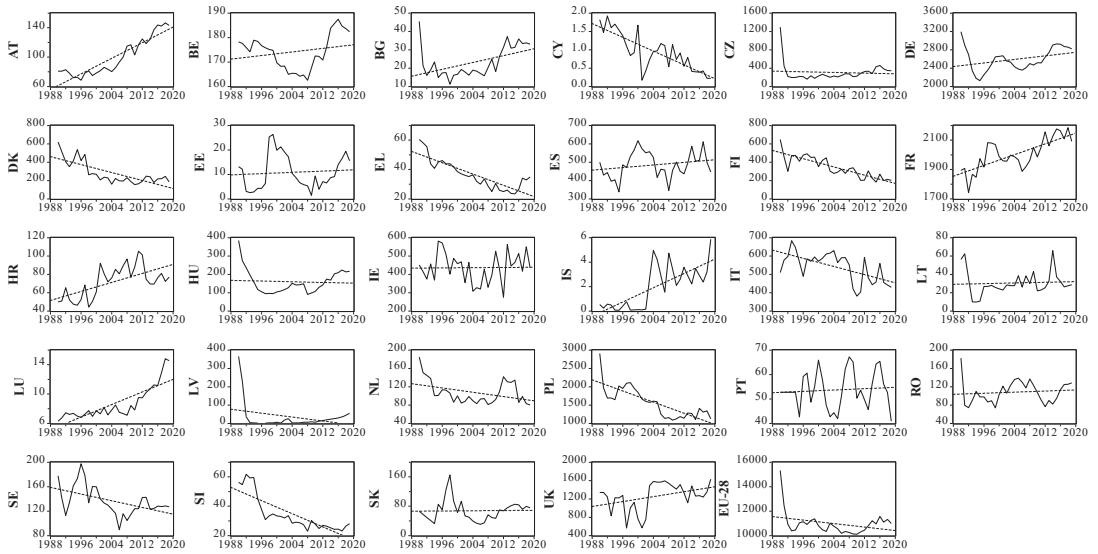 AT
140
100
60
1988 1996 2004 2012 2020
BE
190
180
170
160
1988 1996 2004 2012 2020
BG
50
40
30
20
10
1988 1996 2004 2012 2020
CY
2.0
1.5
1.0
0.5
0.0
1988 1996 2004 2012 2020
CZ
1600
1200
800
400
0
1988 1996 2004 2012 2020
DE
3600
3200
2800
2400
2000
1988 1996 2004 2012 2020
DK
800
600
400
200
0
1988 1996 2004 2012 2020
EE
30
20
10
0
1988 1996 2004 2012 2020
EL
60
40
20
1988 1996 2004 2012 2020
ES
700
600
500
400
300
1988 1996 2004 2012 2020
FI
700
500
300
100
1988 1996 2004 2012 2020
FR
2100
1900
1700
1988 1996 2004 2012 2020
HR
120
100
80
60
40
1988 1996 2004 2012 2020
HU
400
300
200
100
0
1988 1996 2004 2012 2020
IE
600
500
400
300
200
1988 1996 2004 2012 2020
IS
6
4
2
0
1988 1996 2004 2012 2020
IT
700
600
500
400
300
1988 1996 2004 2012 2020
LT
80
60
40
20
0
1988 1996 2004 2012 2020
LU
14
10
6
1988 1996 2004 2012 2020
LV
400
300
200
100
0
1988 1996 2004 2012 2020
NL
200
160
120
80
40
1988 1996 2004 2012 2020
PL
3000
2500
2000
1500
1000
1988 1996 2004 2012 2020
PT
70
60
50
40
1988 1996 2004 2012 2020
RO
200
160
120
80
40
1988 1996 2004 2012 2020
SE
200
160
120
80
1988 1996 2004 2012 2020
SI
80
60
40
20
1988 1996 2004 2012 2020
SK
160
80
0
1988 1996 2004 2012 2020
UK
1600
1200
800
400
1988 1996 2004 2012 2020
EU-28
16000
14000
12000
10000
1988 1996 2004 2012 2020